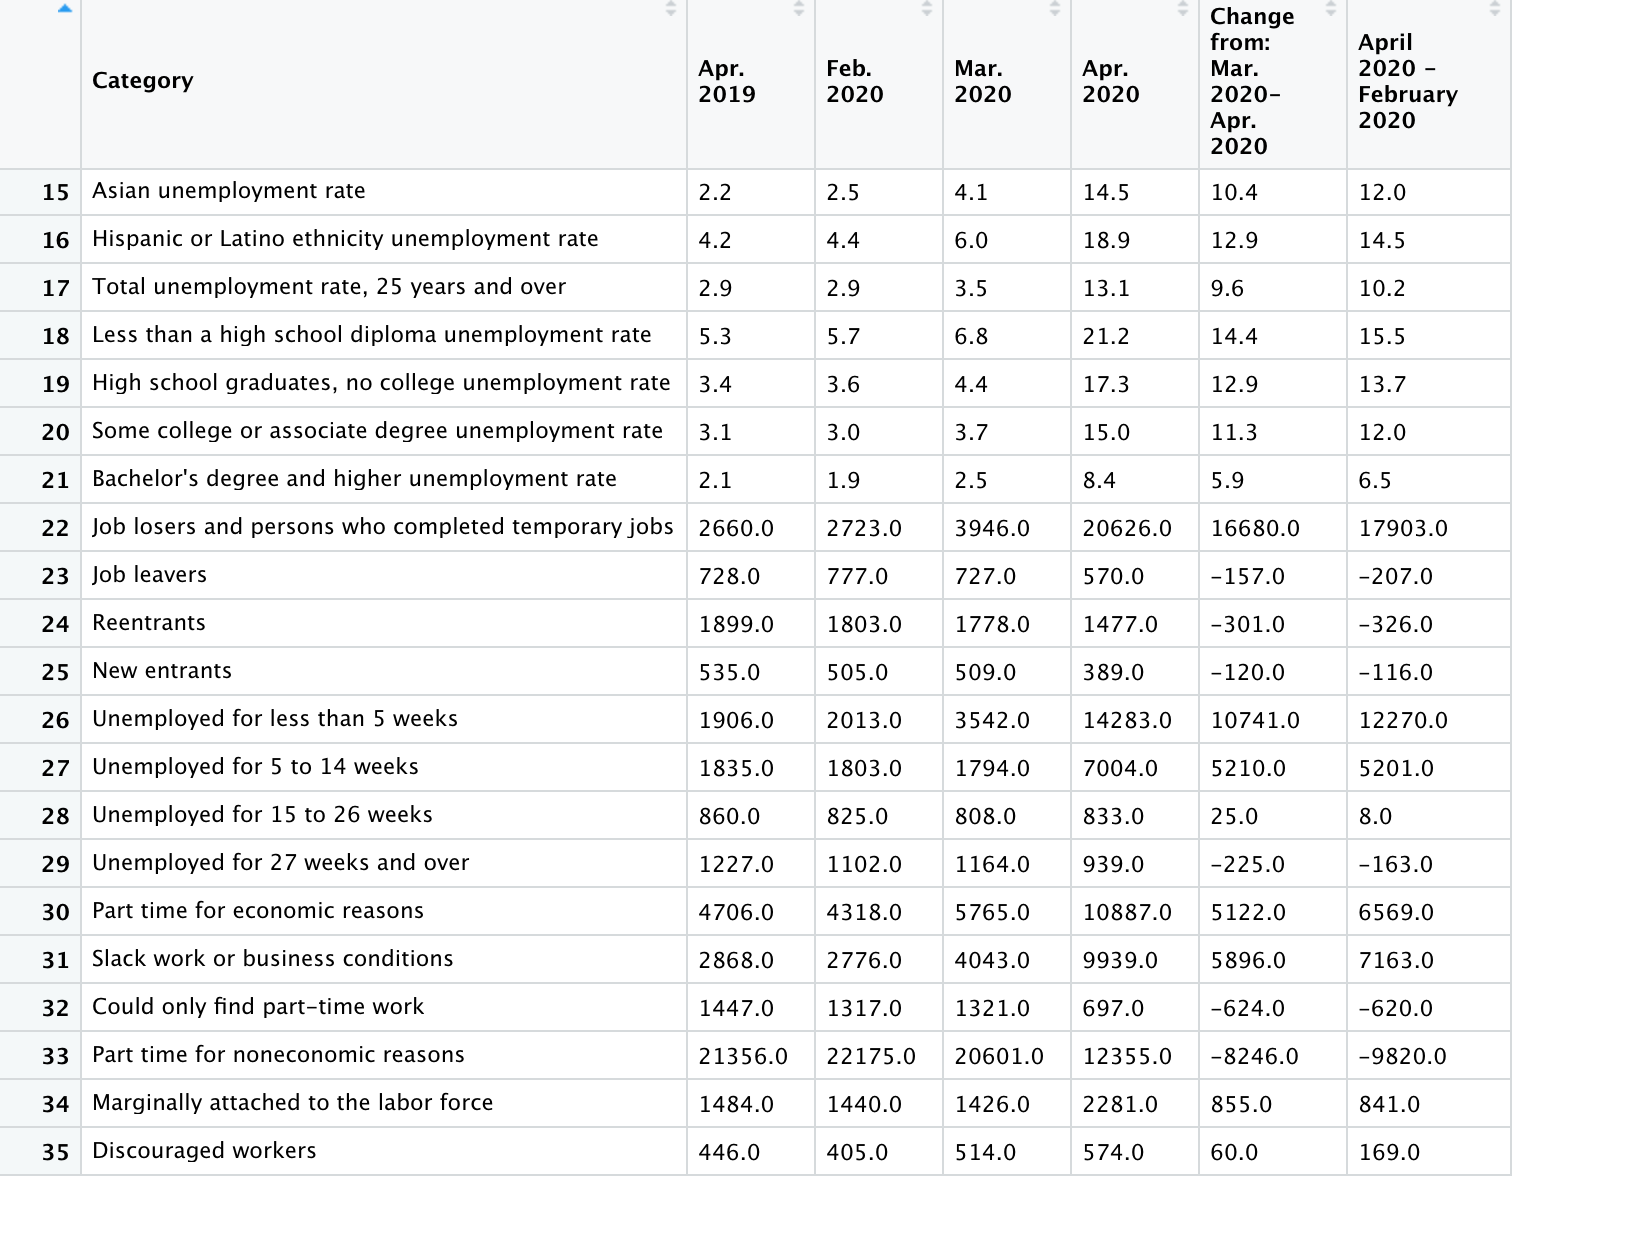 Category Apr. 2019 Feb. 2020 Mar. 2020 Apr. 2020 Change from: Mar. 2020- Apr. 2020 April 2020 - February 2020
15 Asian unemployment rate 2.2 2.5 4.1 14.5 10.4 12.0
16 Hispanic or Latino ethnicity unemployment rate 4.2 4.4 6.0 18.9 12.9 14.5
17 Total unemployment rate, 25 years and over 2.9 2.9 3.5 13.1 9.6 10.2
18 Less than a high school diploma unemployment rate 5.3 5.7 6.8 21.2 14.4 15.5
19 High school graduates, no college unemployment rate 3.4 3.6 4.4 17.3 12.9 13.7
20 Some college or associate degree unemployment rate 3.1 3.0 3.7 15.0 11.3 12.0
21 Bachelor's degree and higher unemployment rate 2.1 1.9 2.5 8.4 5.9 6.5
22 Job losers and persons who completed temporary jobs 2660.0 2723.0 3946.0 20626.0 16680.0 17903.0
23 Job leavers 728.0 777.0 727.0 570.0 -157.0 -207.0
24 Reentrants 1899.0 1803.0 1778.0 1477.0 -301.0 -326.0
25 New entrants 535.0 505.0 509.0 389.0 -120.0 -116.0
26 Unemployed for less than 5 weeks 1906.0 2013.0 3542.0 14283.0 10741.0 12270.0
27 Unemployed for 5 to 14 weeks 1835.0 1803.0 1794.0 7004.0 5210.0 5201.0
28 Unemployed for 15 to 26 weeks 860.0 825.0 808.0 833.0 25.0 8.0
29 Unemployed for 27 weeks and over 1227.0 1102.0 1164.0 939.0 -225.0 -163.0
30 Part time for economic reasons 4706.0 4318.0 5765.0 10887.0 5122.0 6569.0
31 Slack work or business conditions 2868.0 2776.0 4043.0 9939.0 5896.0 7163.0
32 Could only find part-time work 1447.0 1317.0 1321.0 697.0 -624.0 -620.0
33 Part time for noneconomic reasons 21356.0 22175.0 20601.0 12355.0 -8246.0 -9820.0
34 Marginally attached to the labor force 1484.0 1440.0 1426.0 2281.0 855.0 841.0
35 Discouraged workers 446.0 405.0 514.0 574.0 60.0 169.0